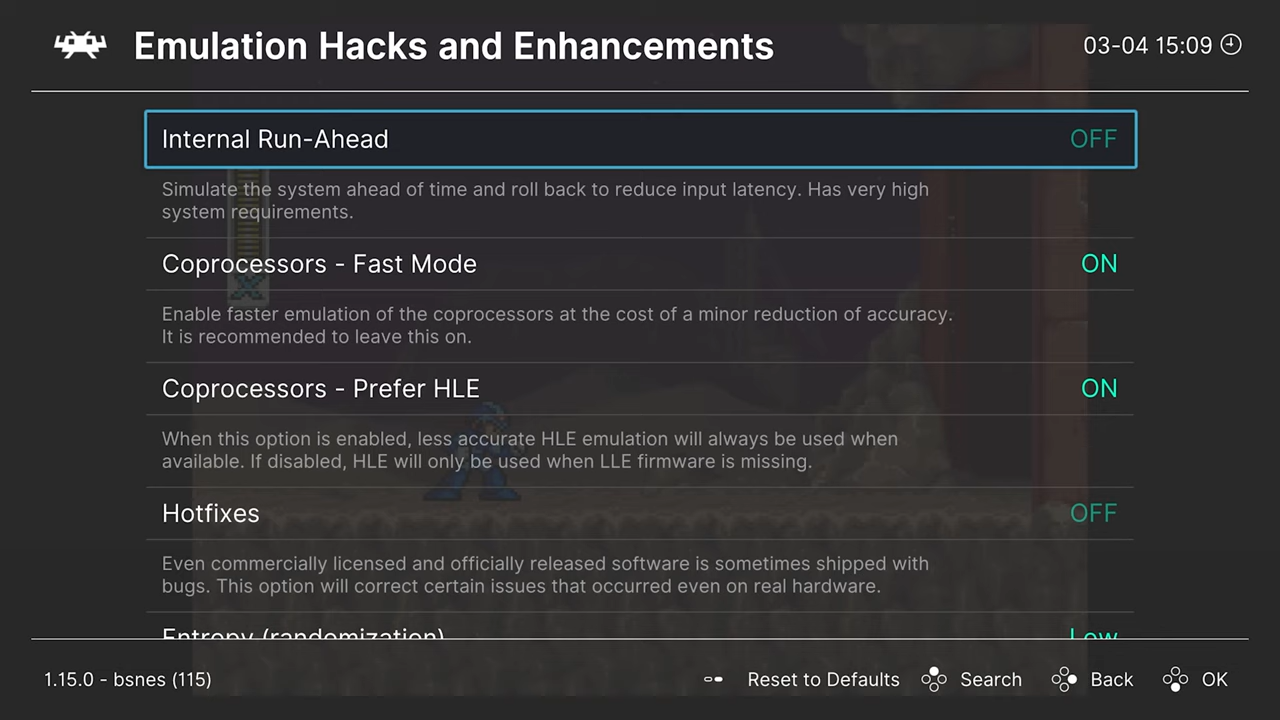 Emulation Hacks and Enhancements
03-04 15:09
Internal Run-Ahead OFF
Simulate the system ahead of time and roll back to reduce input latency. Has very high
system requirements.
Coprocessors - Fast Mode ON
Enable faster emulation of the coprocessors at the cost of a minor reduction of accuracy.
It is recommended to leave this on.
Coprocessors - Prefer HLE ON
When this option is enabled, less accurate HLE emulation will always be used when
available. If disabled, HLE will only be used when LLE firmware is missing.
Hotfixes OFF
Even commercially licensed and officially released software is sometimes shipped with
bugs. This option will correct certain issues that occurred even on real hardware.
Entropy (randomization) Low
1.15.0 - bsnes (115)
Reset to Defaults Search Back OK